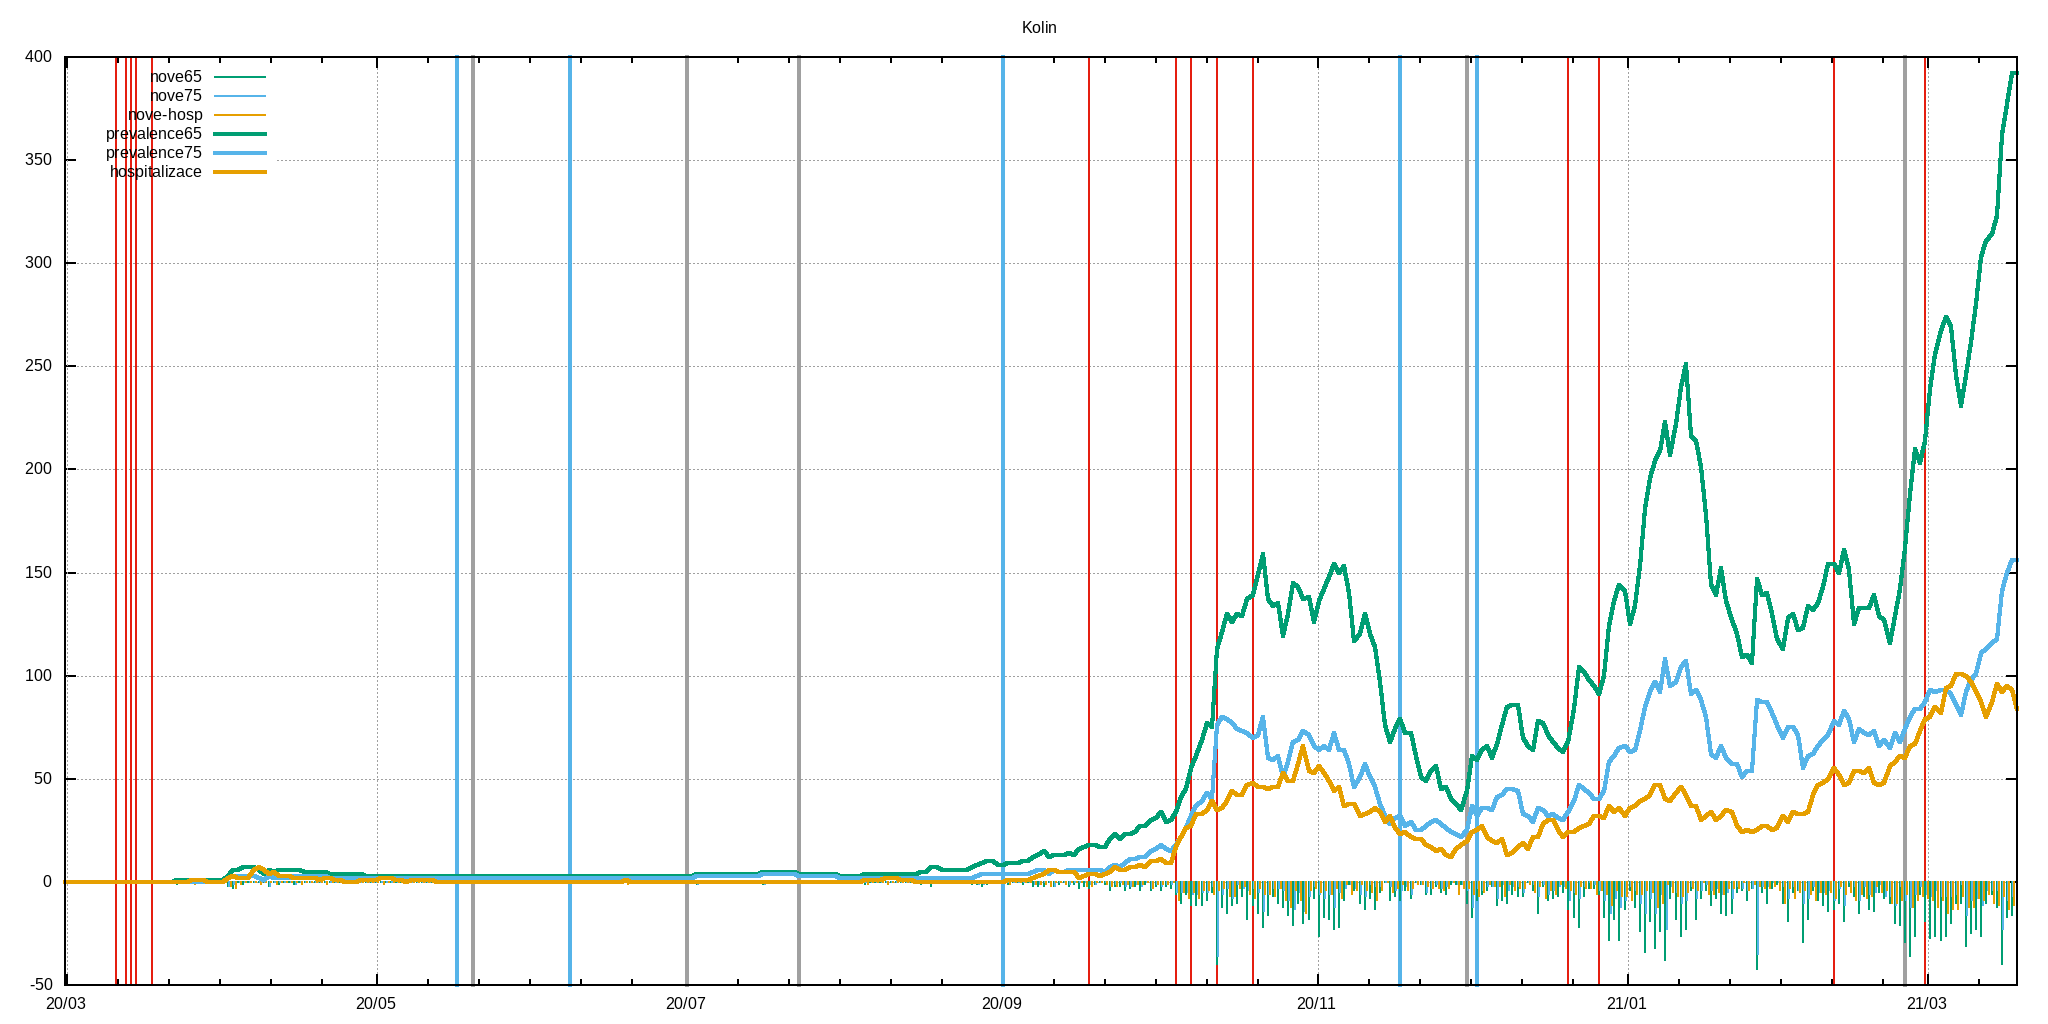 Kolin
400
350
300
250
200
150
100
50
0
-50
nove65
nove75
nove-hosp
prevalence65
prevalence75
hospitalizace
20/03 20/05 20/07 20/09 20/11 21/01 21/03